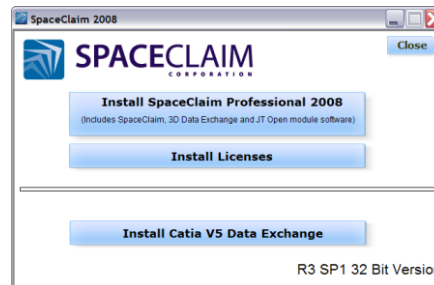 SpaceClaim 2008
Close
SPACECLAIM
CORPORATION
Install SpaceClaim Professional 2008
(Includes SpaceClaim, 3D Data Exchange and JT Open module software)
Install Licenses
Install Catia V5 Data Exchange
R3 SP1 32 Bit Versio